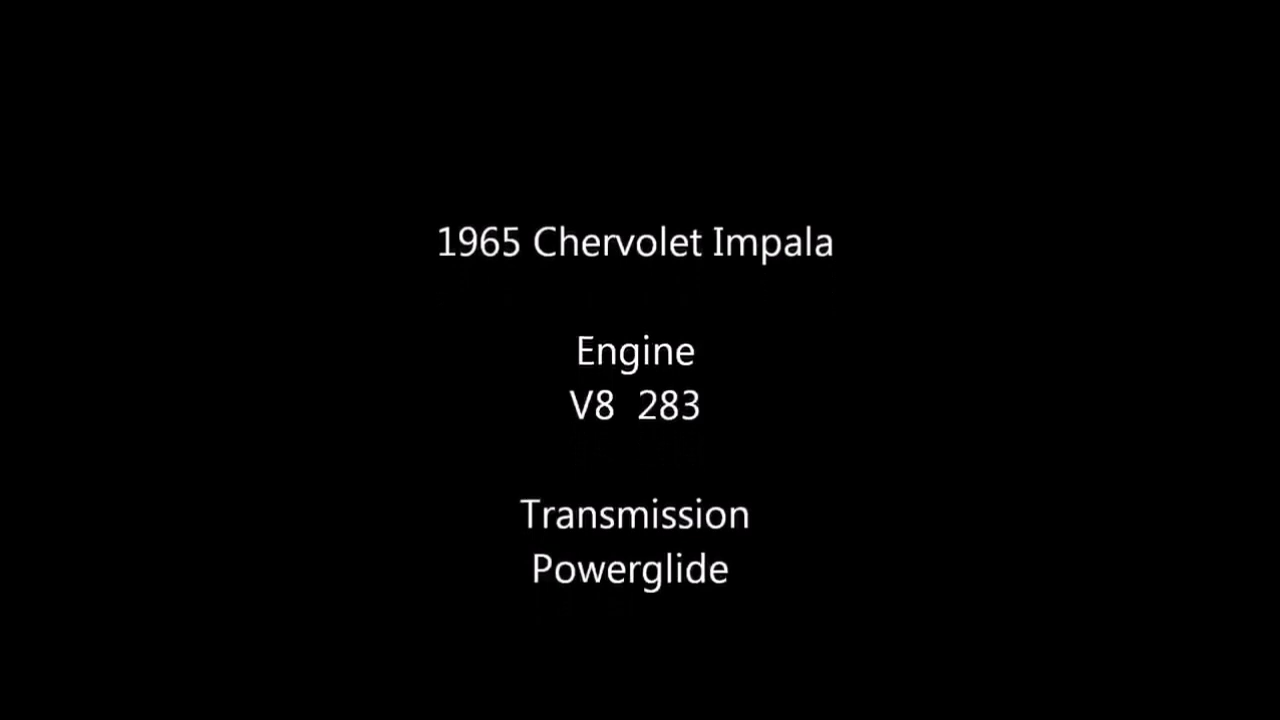 1965 Chervolet Impala
Engine
V8  283
Transmission
Powerglide